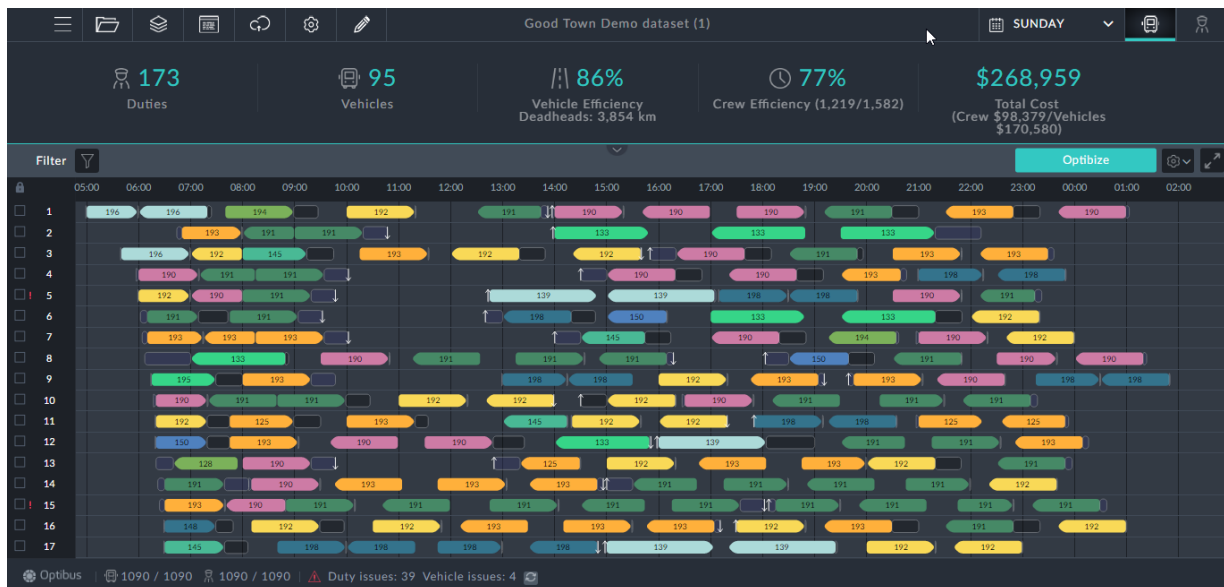 Good Town Demo dataset (1) SUNDAY
173 95 86% 77% $268,959
Duties Vehicles Vehicle Efficiency Crew Efficiency (1,219/1,582) Total Cost
Deadheads: 3,854 km (Crew $98,379/Vehicles
$170,580)
Filter Optibize
05:00 06:00 07:00 08:00 09:00 10:00 11:00 12:00 13:00 14:00 15:00 16:00 17:00 18:00 19:00 20:00 21:00 22:00 23:00 00:00 01:00 02:00
1 196 196 194 192 191 190 190 190 191 193 190
2 193 191 191 133 133 133
3 196 192 145 193 192 192 190 191 193 193
4 190 191 191 190 190 193 198 198
5 192 190 191 139 139 198 198 190 191
6 191 191 198 150 133 133 192
7 193 193 193 145 190 194 190 192
8 133 190 191 191 191 150 191 190 190
9 195 193 198 198 192 193 193 190 198 198
10 190 191 191 192 192 192 190 191 191 191
11 192 125 193 145 192 192 198 198 125 125
12 150 193 190 190 133 139 191 191 193
13 128 190 125 192 193 193 192 191
14 191 190 193 193 193 191 191 191 191 192
15 193 190 191 191 191 191 191 191 191 191 191
16 148 192 192 193 193 193 192 193 191 192
17 145 198 198 198 198 139 139 192 192
Optibus 1090 / 1090 1090 / 1090 Duty issues: 39 Vehicle issues: 4